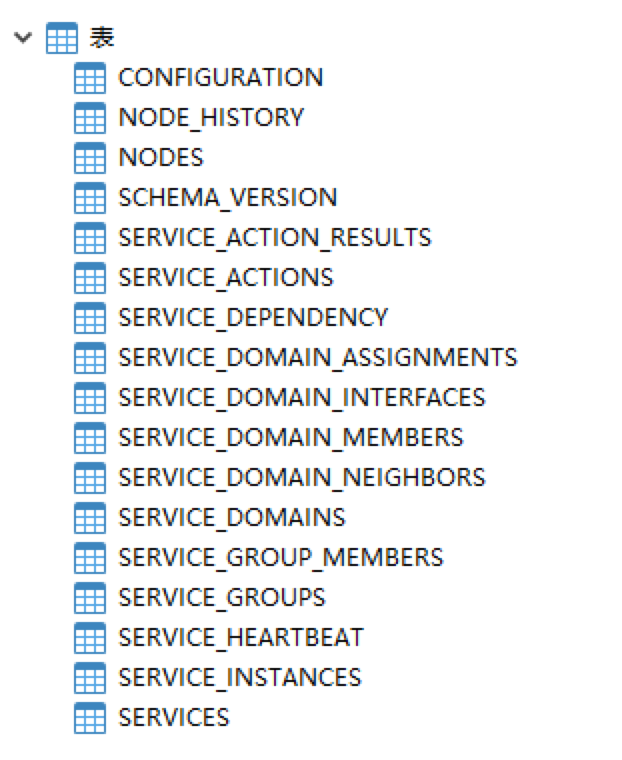 表
CONFIGURATION
NODE_HISTORY
NODES
SCHEMA_VERSION
SERVICE_ACTION_RESULTS
SERVICE_ACTIONS
SERVICE_DEPENDENCY
SERVICE_DOMAIN_ASSIGNMENTS
SERVICE_DOMAIN_INTERFACES
SERVICE_DOMAIN_MEMBERS
SERVICE_DOMAIN_NEIGHBORS
SERVICE_DOMAINS
SERVICE_GROUP_MEMBERS
SERVICE_GROUPS
SERVICE_HEARTBEAT
SERVICE_INSTANCES
SERVICES